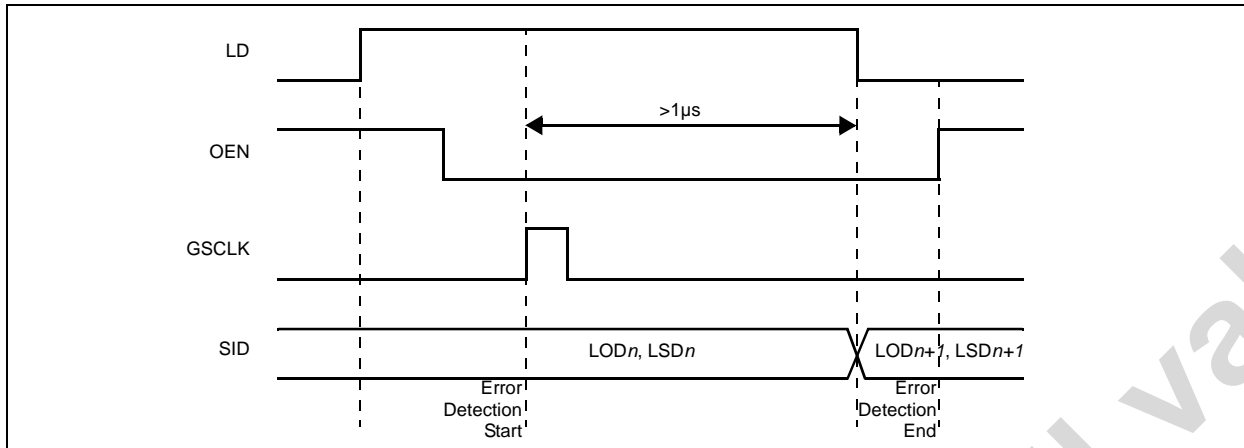 LD
>1µs
OEN
GSCLK
SID
LODn, LSDn
LODn+1, LSDn+1
Error
Detection
Start
Error
Detection
End